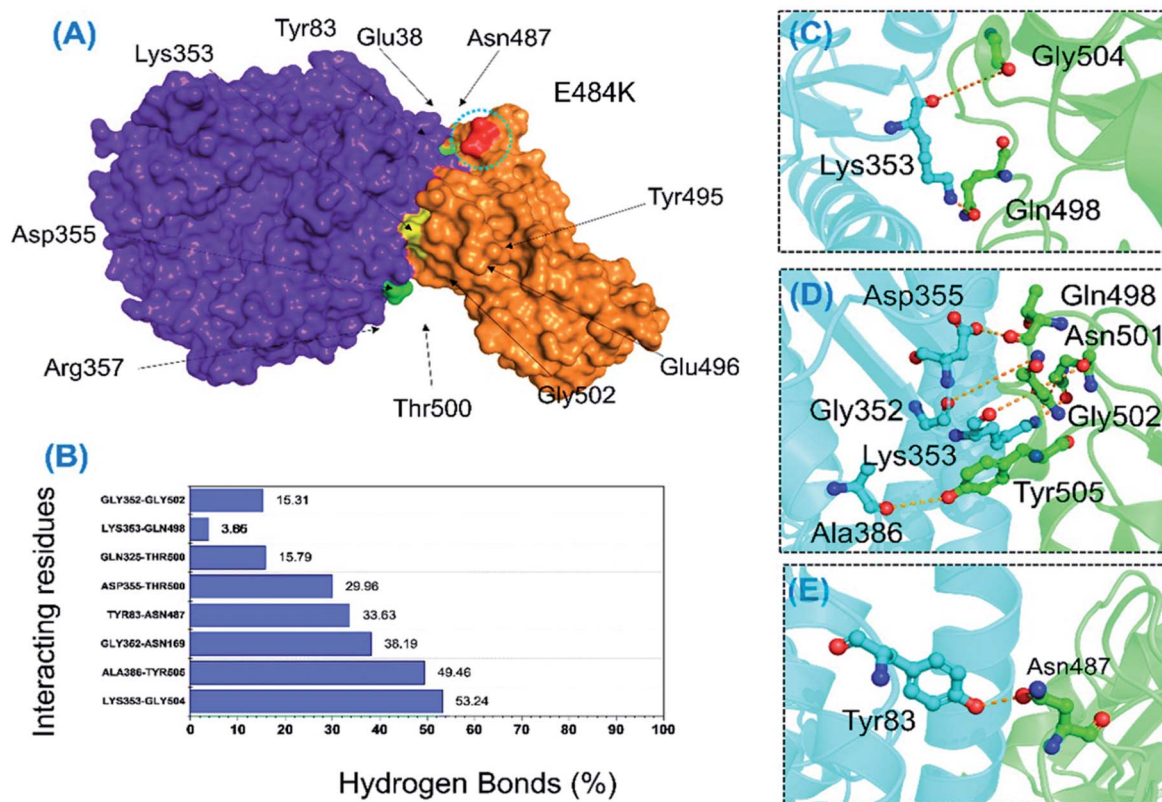 (A)
Lys353
Tyr83
Glu38
Asn487
E484K
Tyr495
Asp355
Arg357
Thr500
Gly502
Glu496
(B)
Interacting residues
GLY352-GLY502
15.31
LYS353-GLN498
3.86
GLN325-THR500
15.79
ASP355-THR500
29.96
TYR83-ASN487
33.63
GLY352-ASN169
38.19
ALA386-TYR505
49.46
LYS353-GLY504
53.24
0 10 20 30 40 50 60 70 80 90 100
Hydrogen Bonds (%)
(C)
Gly504
Lys353
Gln498
(D)
Asp355
Gln498
Asn501
Gly352
Gly502
Lys353
Tyr505
Ala386
(E)
Asn487
Tyr83